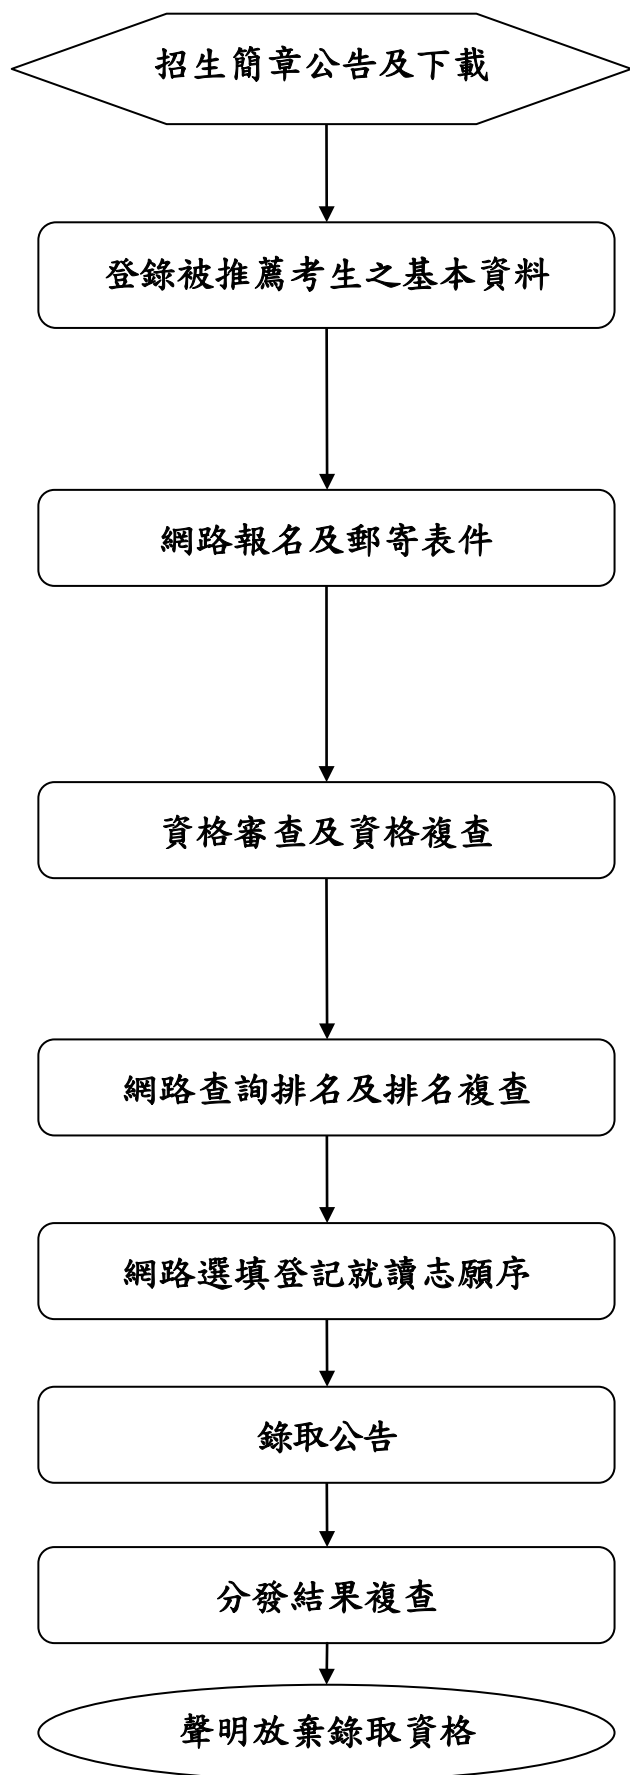 招生簡章公告及下載
登錄被推薦考生之基本資料
網路報名及郵寄表件
資格審查及資格複查
網路查詢排名及排名複查
網路選填登記就讀志願序
錄取公告
分發結果複查
聲明放棄錄取資格